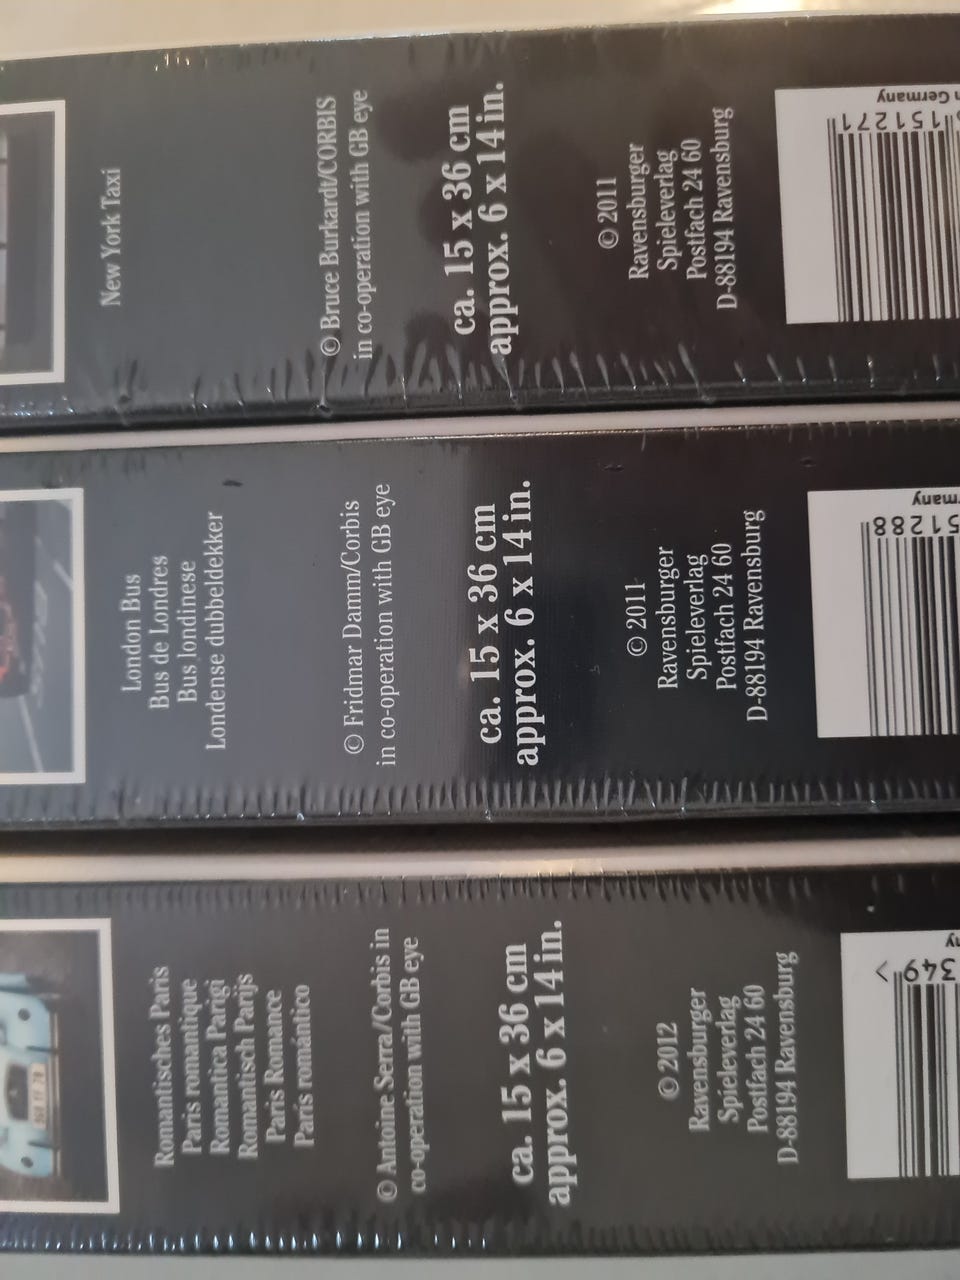 New York Taxi
© Bruce Burkardt/CORBIS
in co-operation with GB eye
ca. 15 x 36 cm
approx. 6 x 14 in.
© 2011
Ravensburger
Spieleverlag
Postfach 24 60
D-88194 Ravensburg
n Germany
151271
London Bus
Bus de Londres
Bus londinese
Londense dubbeldekker
© Fridmar Damm/Corbis
in co-operation with GB eye
ca. 15 x 36 cm
approx. 6 x 14 in.
© 2011
Ravensburger
Spieleverlag
Postfach 24 60
D-88194 Ravensburg
rmany
51288
Romantisches Paris
Paris romantique
Romantica Parigi
Romantisch Parijs
Paris Romance
París romántico
© Antoine Serra/Corbis in
co-operation with GB eye
ca. 15 x 36 cm
approx. 6 x 14 in.
© 2012
Ravensburger
Spieleverlag
Postfach 24 60
D-88194 Ravensburg
ny
349 >